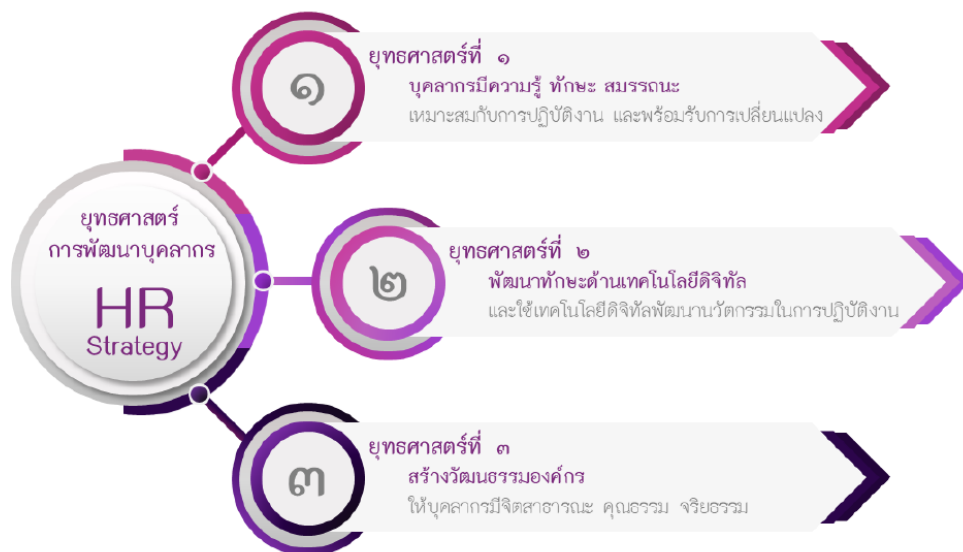 ยุทธศาสตร์
การพัฒนาบุคลากร
HR
Strategy
๑
ยุทธศาสตร์ที่ ๑
บุคลากรมีความรู้ ทักษะ สมรรถนะ
เหมาะสมกับการปฏิบัติงาน และพร้อมรับการเปลี่ยนแปลง
๒
ยุทธศาสตร์ที่ ๒
พัฒนาทักษะด้านเทคโนโลยีดิจิทัล
และใช้เทคโนโลยีดิจิทัลพัฒนานวัตกรรมในการปฏิบัติงาน
๓
ยุทธศาสตร์ที่ ๓
สร้างวัฒนธรรมองค์กร
ให้บุคลากรมีจิตสาธารณะ คุณธรรม จริยธรรม